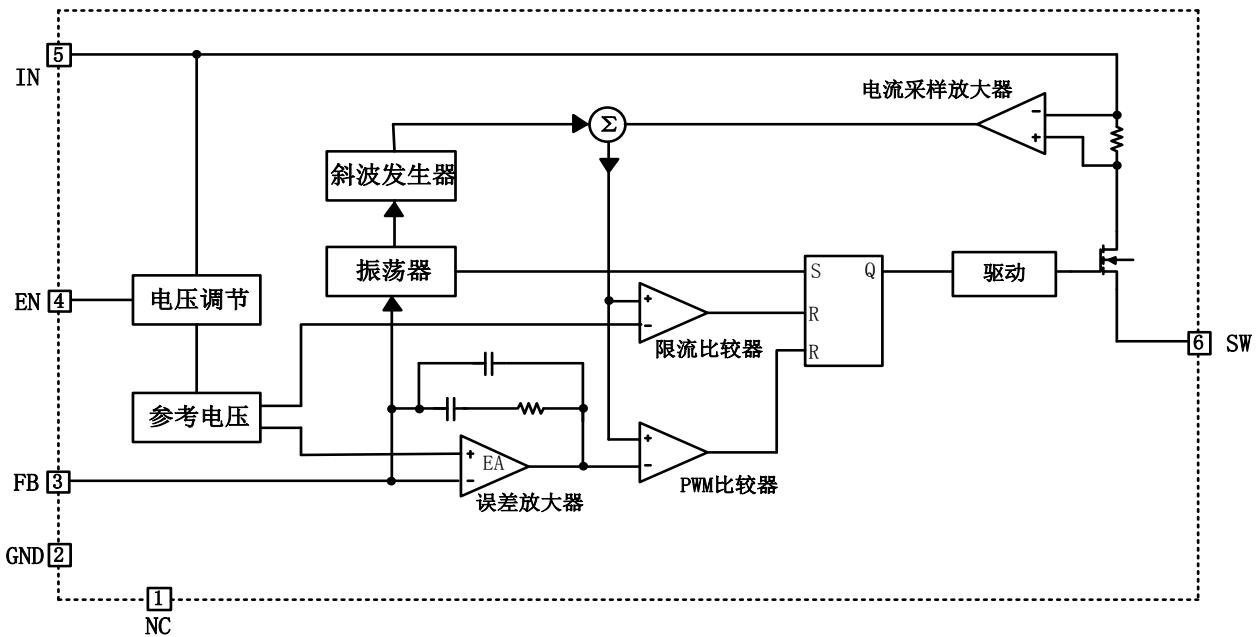 5
IN
电流采样放大器
-
+
Σ
斜波发生器
振荡器
S Q
驱动
EN 4
电压调节
+
-
R
限流比较器
R
6 SW
参考电压
+
-
EA
+
-
FB 3
误差放大器
PWM比较器
GND 2
1
NC